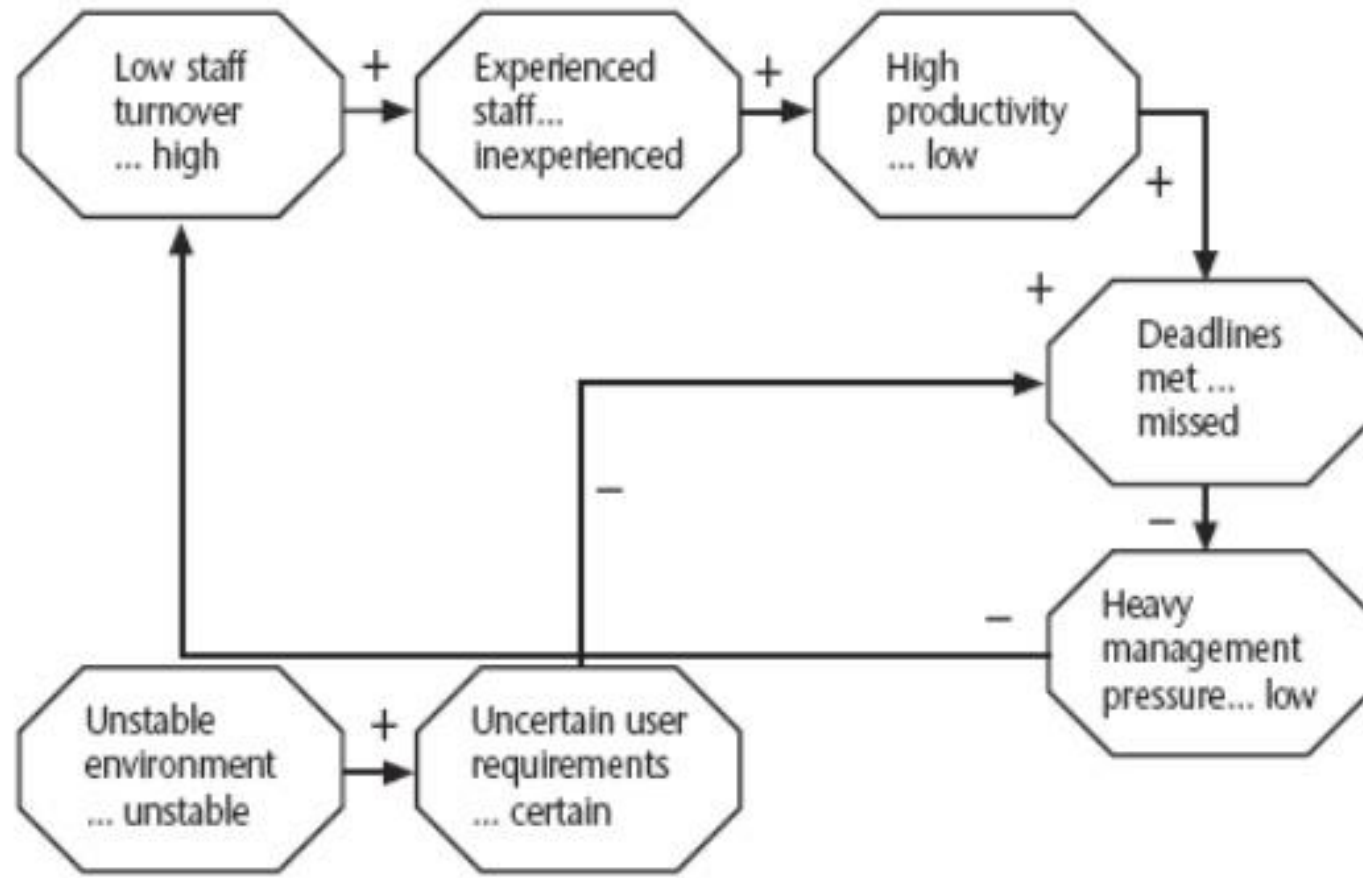 Low staff
turnover
... high
+
Experienced
staff...
inexperienced
+
High
productivity
... low
+
+
Deadlines
met ...
missed
–
–
Heavy
management
pressure... low
–
Unstable
environment
... unstable
+
Uncertain user
requirements
... certain